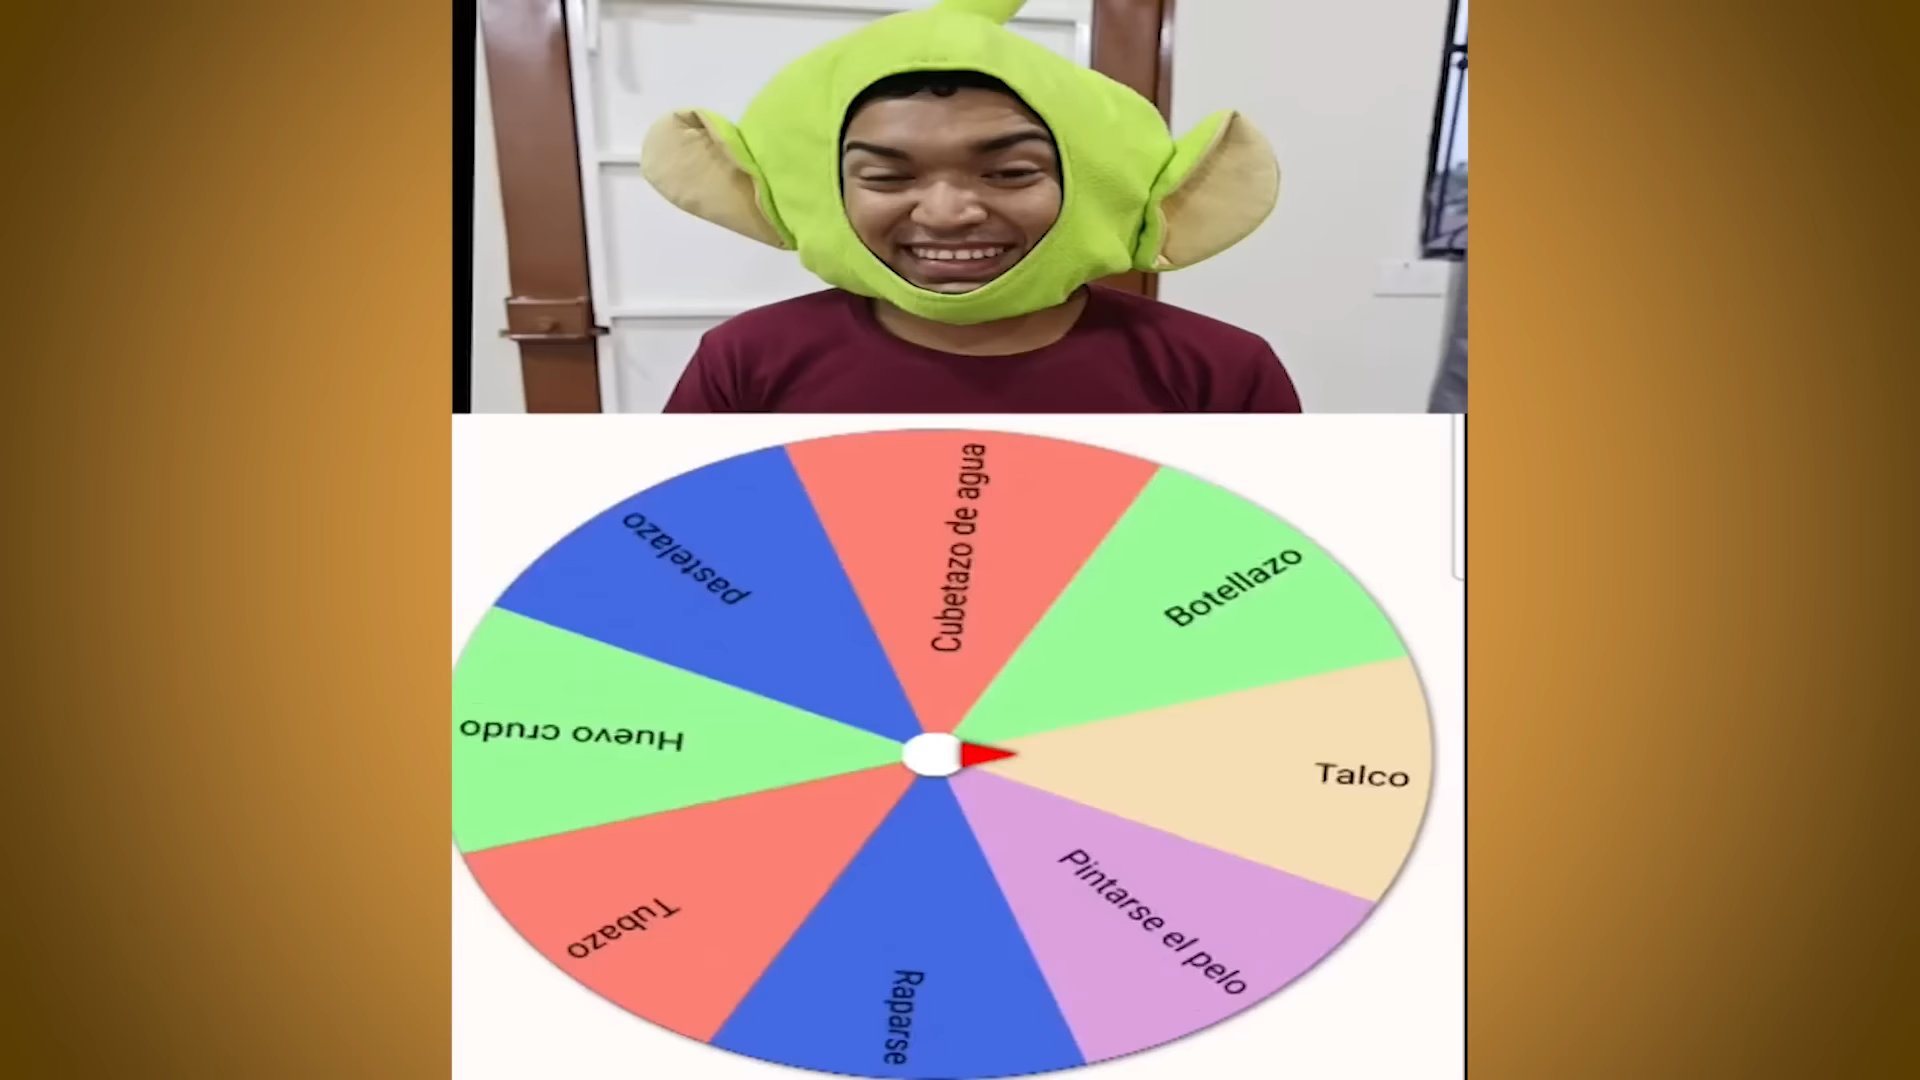 Cubetazo de agua
Botellazo
Talco
Pintarse el pelo
Raparse
Tubazo
Huevo crudo
pastelazo